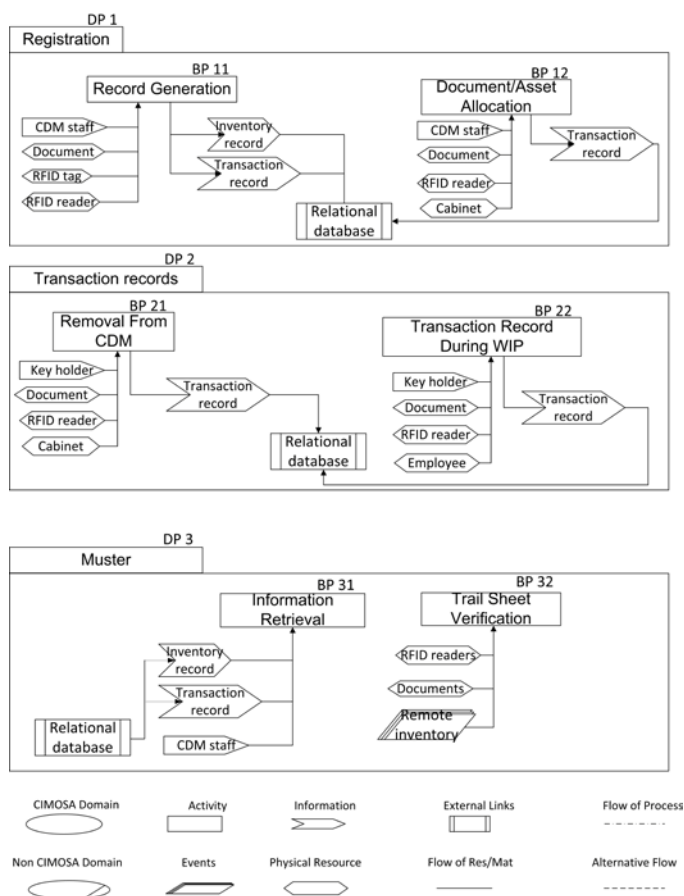 DP 1
Registration
BP 11
Record Generation
CDM staff
Document
RFID tag
RFID reader
Inventory
record
Transaction
record
BP 12
Document/Asset
Allocation
CDM staff
Document
RFID reader
Cabinet
Transaction
record
Relational
database
DP 2
Transaction records
BP 21
Removal From
CDM
Key holder
Document
RFID reader
Cabinet
Transaction
record
Relational
database
BP 22
Transaction Record
During WIP
Key holder
Document
RFID reader
Employee
Transaction
record
DP 3
Muster
BP 31
Information
Retrieval
Inventory
record
Transaction
record
CDM staff
Relational
database
BP 32
Trail Sheet
Verification
RFID readers
Documents
Remote
inventory
CIMOSA Domain
Activity
Information
External Links
Flow of Process
Non CIMOSA Domain
Events
Physical Resource
Flow of Res/Mat
Alternative Flow